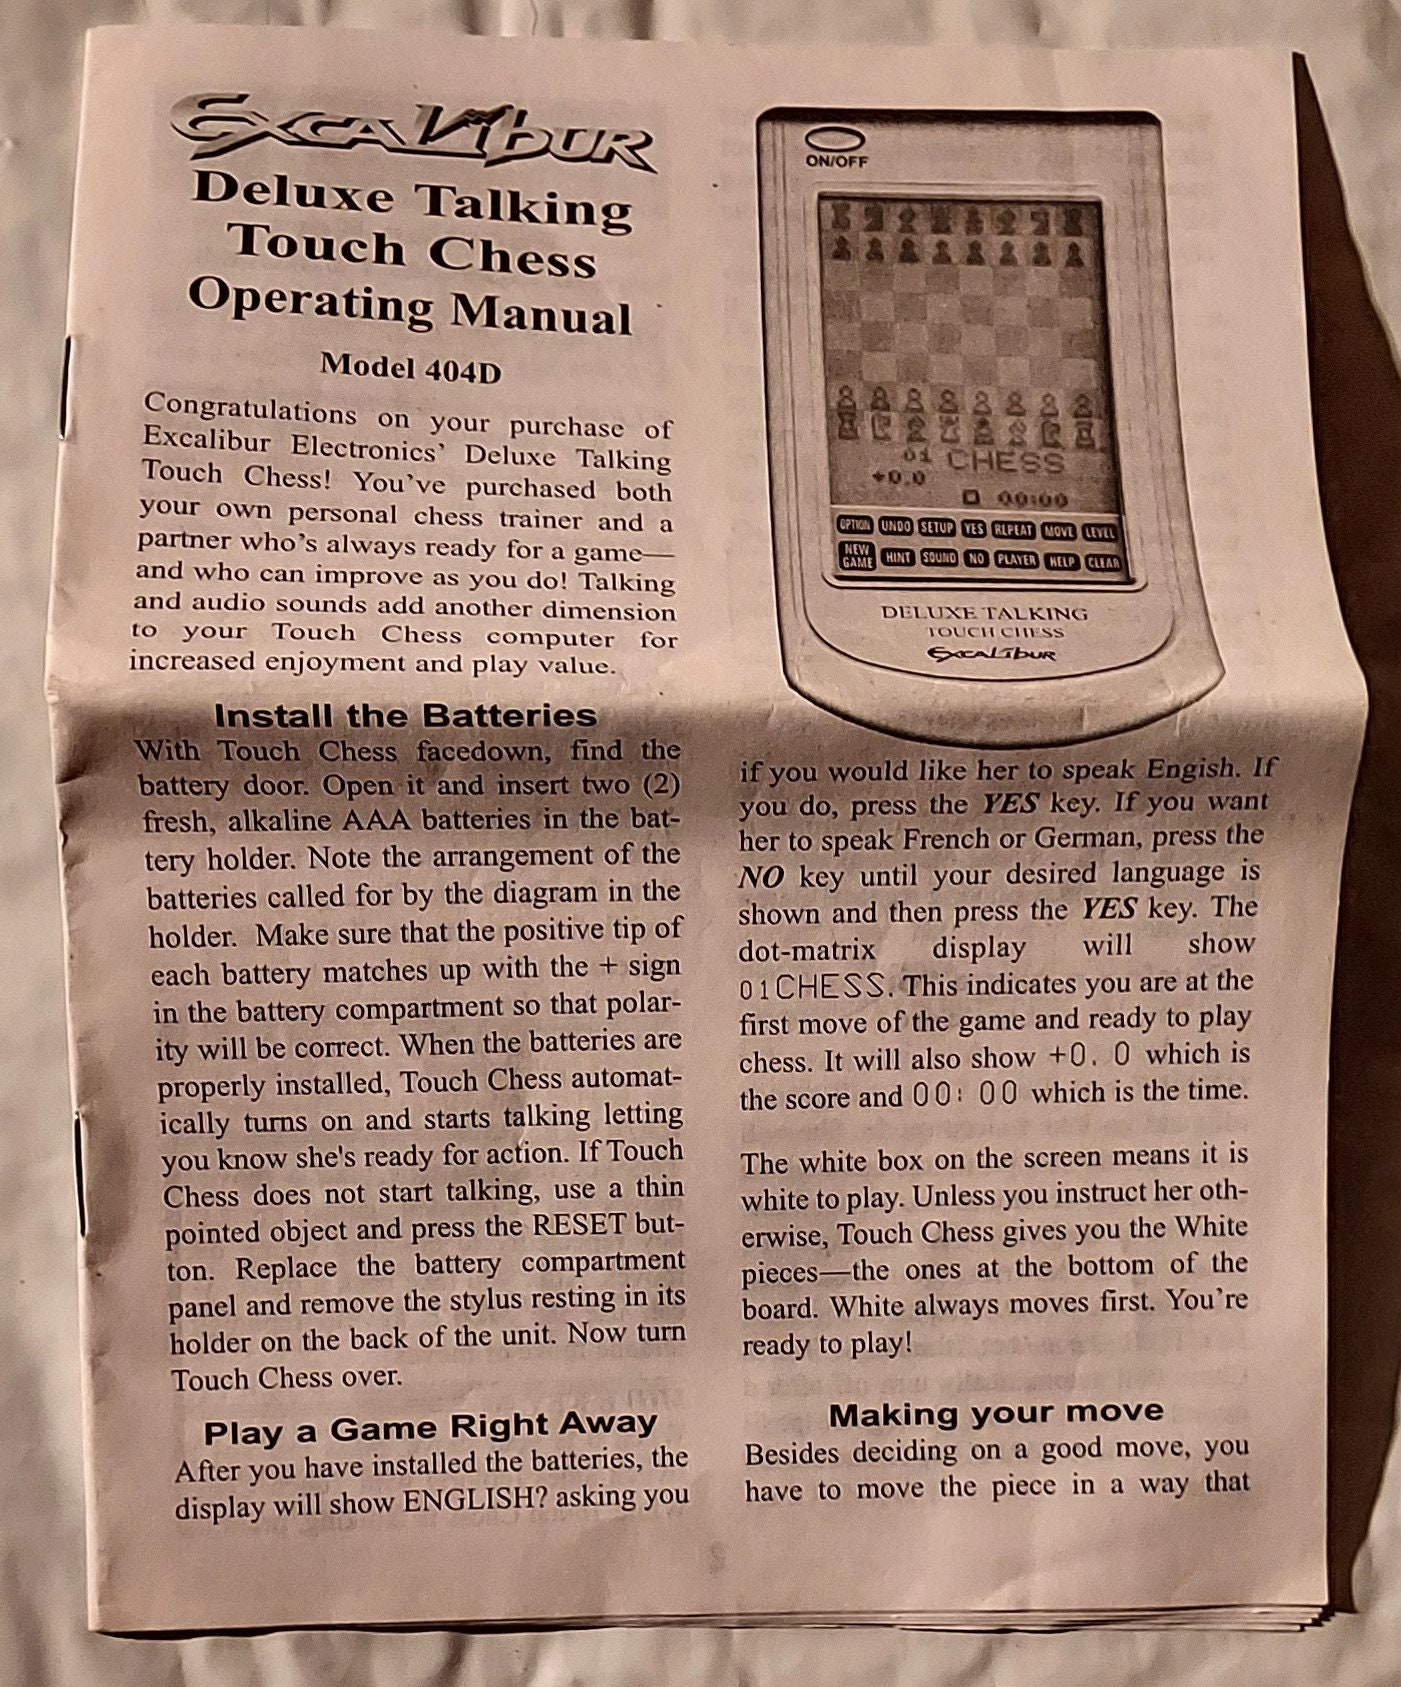 EXCALIBUR
Deluxe Talking
Touch Chess
Operating Manual
Model 404D
Congratulations on your purchase of
Excalibur Electronics' Deluxe Talking
Touch Chess! You've purchased both
your own personal chess trainer and a
partner who's always ready for a game—
and who can improve as you do! Talking
and audio sounds add another dimension
to your Touch Chess computer for
increased enjoyment and play value.
Install the Batteries
With Touch Chess facedown, find the
battery door. Open it and insert two (2)
fresh, alkaline AAA batteries in the bat-
tery holder. Note the arrangement of the
batteries called for by the diagram in the
holder. Make sure that the positive tip of
each battery matches up with the + sign
in the battery compartment so that polar-
ity will be correct. When the batteries are
properly installed, Touch Chess automat-
ically turns on and starts talking letting
you know she's ready for action. If Touch
Chess does not start talking, use a thin
pointed object and press the RESET but-
ton. Replace the battery compartment
panel and remove the stylus resting in its
holder on the back of the unit. Now turn
Touch Chess over.
Play a Game Right Away
After you have installed the batteries, the
display will show ENGLISH? asking you
ON/OFF
01 CHESS
+0.0
00:00
OPTION UNDO SETUP YES REPEAT MOVE LEVEL
NEW GAME HINT SOUND NO PLAYER HELP CLEAR
DELUXE TALKING
TOUCH CHESS
EXCALIBUR
if you would like her to speak Engish. If
you do, press the YES key. If you want
her to speak French or German, press the
NO key until your desired language is
shown and then press the YES key. The
dot-matrix display will show
01CHESS. This indicates you are at the
first move of the game and ready to play
chess. It will also show +0.0 which is
the score and 00:00 which is the time.
The white box on the screen means it is
white to play. Unless you instruct her oth-
erwise, Touch Chess gives you the White
pieces—the ones at the bottom of the
board. White always moves first. You're
ready to play!
Making your move
Besides deciding on a good move, you
have to move the piece in a way that